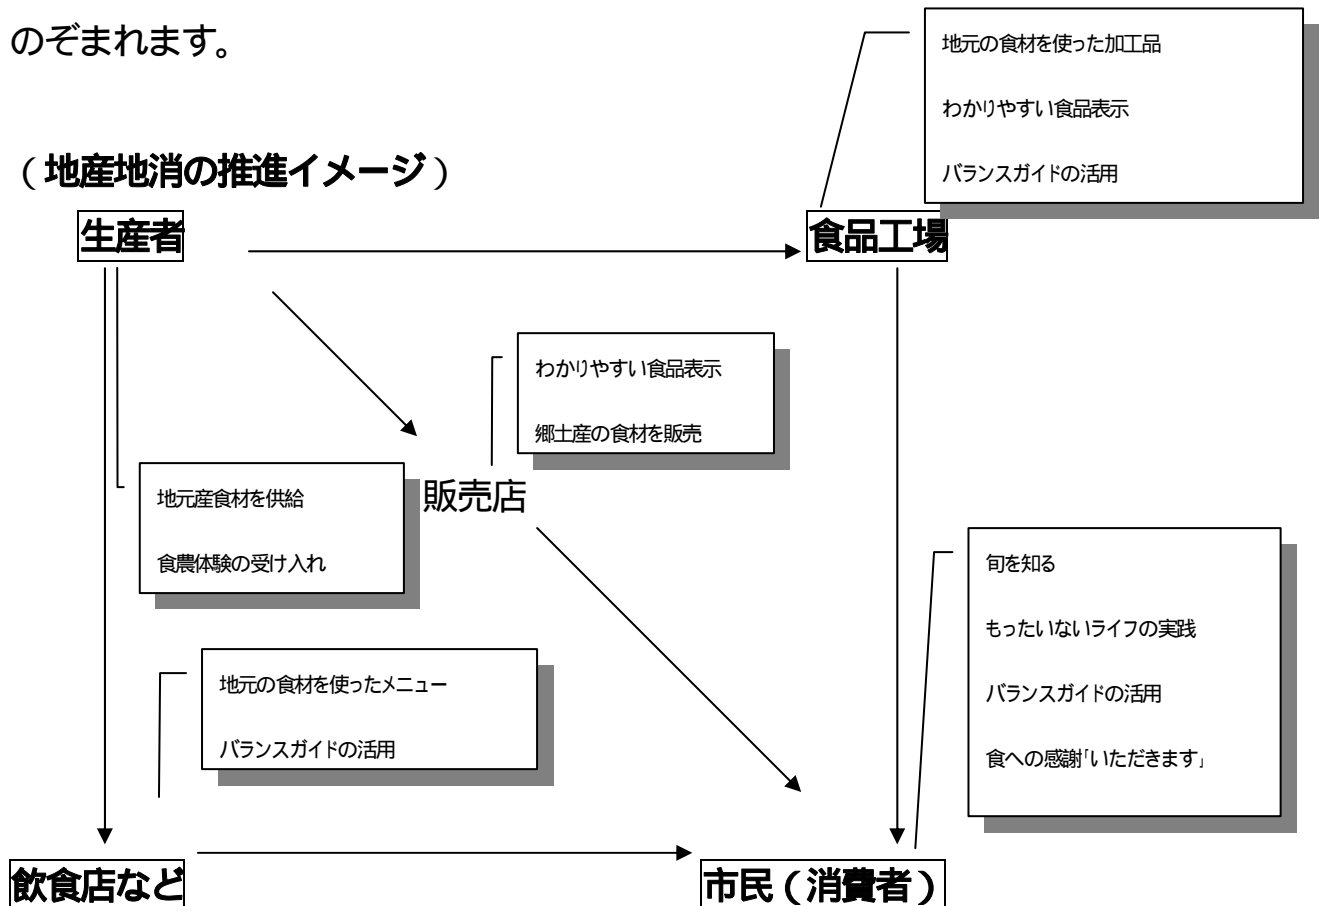 のぞまれます。
(地産地消の推進イメージ)
地元の食材を使った加工品
わかりやすい食品表示
バランスガイドの活用
生産者
食品工場
わかりやすい食品表示
郷土産の食材を販売
販売店
地元産食材を供給
食農体験の受け入れ
旬を知る
もったいないライフの実践
バランスガイドの活用
食への感謝「いただきます」
地元の食材を使ったメニュー
バランスガイドの活用
飲食店など
市民(消費者)